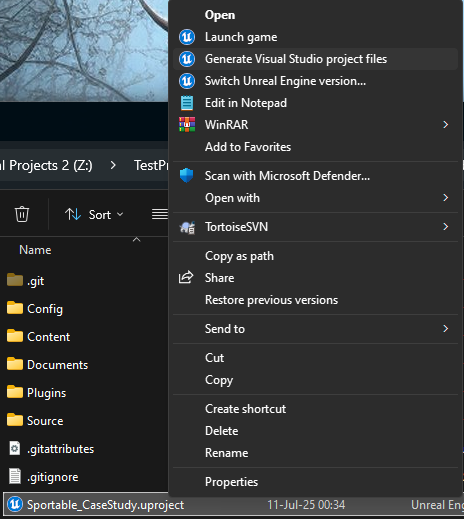 Open
Launch game
Generate Visual Studio project files
Switch Unreal Engine version...
Edit in Notepad
WinRAR
Add to Favorites
Projects 2 (Z:)
Scan with Microsoft Defender...
Open with
Sort
TortoiseSVN
Name
Copy as path
.git
Share
Config
Restore previous versions
Content
Send to
Documents
Cut
Plugins
Copy
Source
Create shortcut
.gitattributes
Delete
.gitignore
Rename
Properties
Sportable_CaseStudy.uproject 11-Jul-25 00:34 Unreal